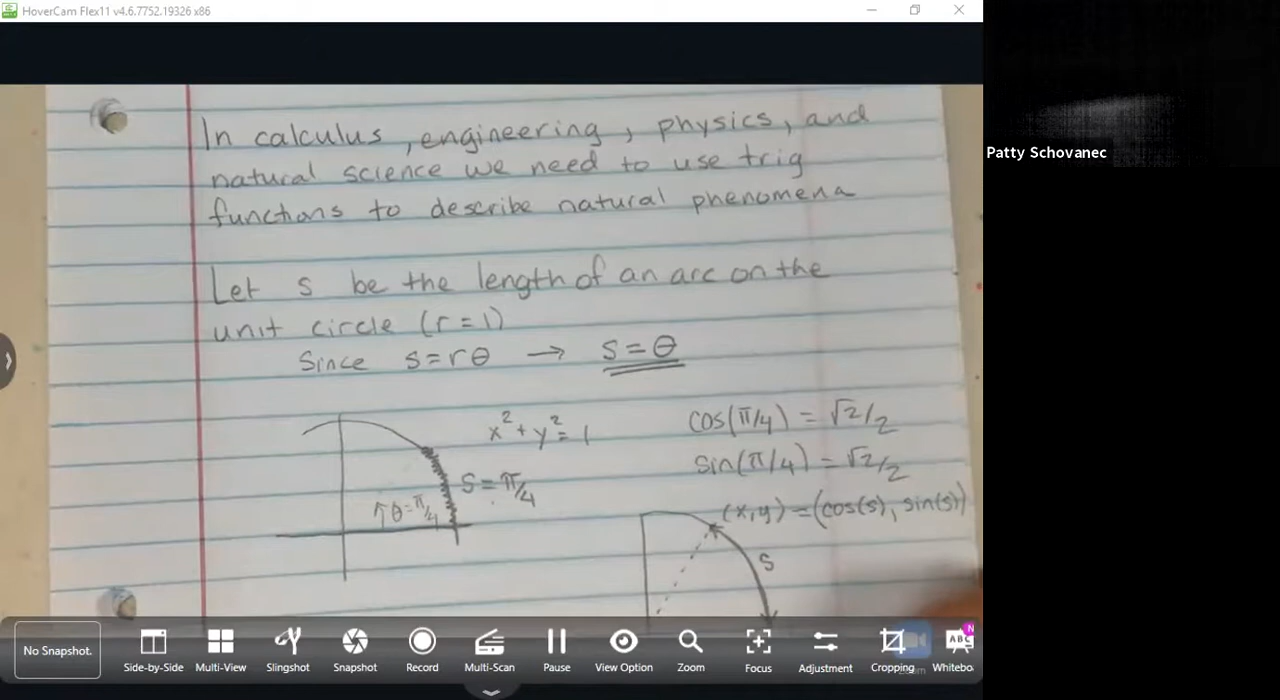 HoverCam Flex11 v4.6.7752.19326 x86
In calculus, engineering, physics, and
natural science we need to use trig
functions to describe natural phenomena
Let s be the length of an arc on the
unit circle (r=1)
Since s=rθ → s=θ
x²+y²=1
cos(π/4) = √2/2
sin(π/4) = √2/2
s=π/4
θ=π/4
(x,y)=(cos(s), sin(s))
s
Patty Schovanec
No Snapshot.
Side-by-Side
Multi-View
Slingshot
Snapshot
Record
Multi-Scan
Pause
View Option
Zoom
Focus
Adjustment
Cropping
ABC
N
Whiteboa